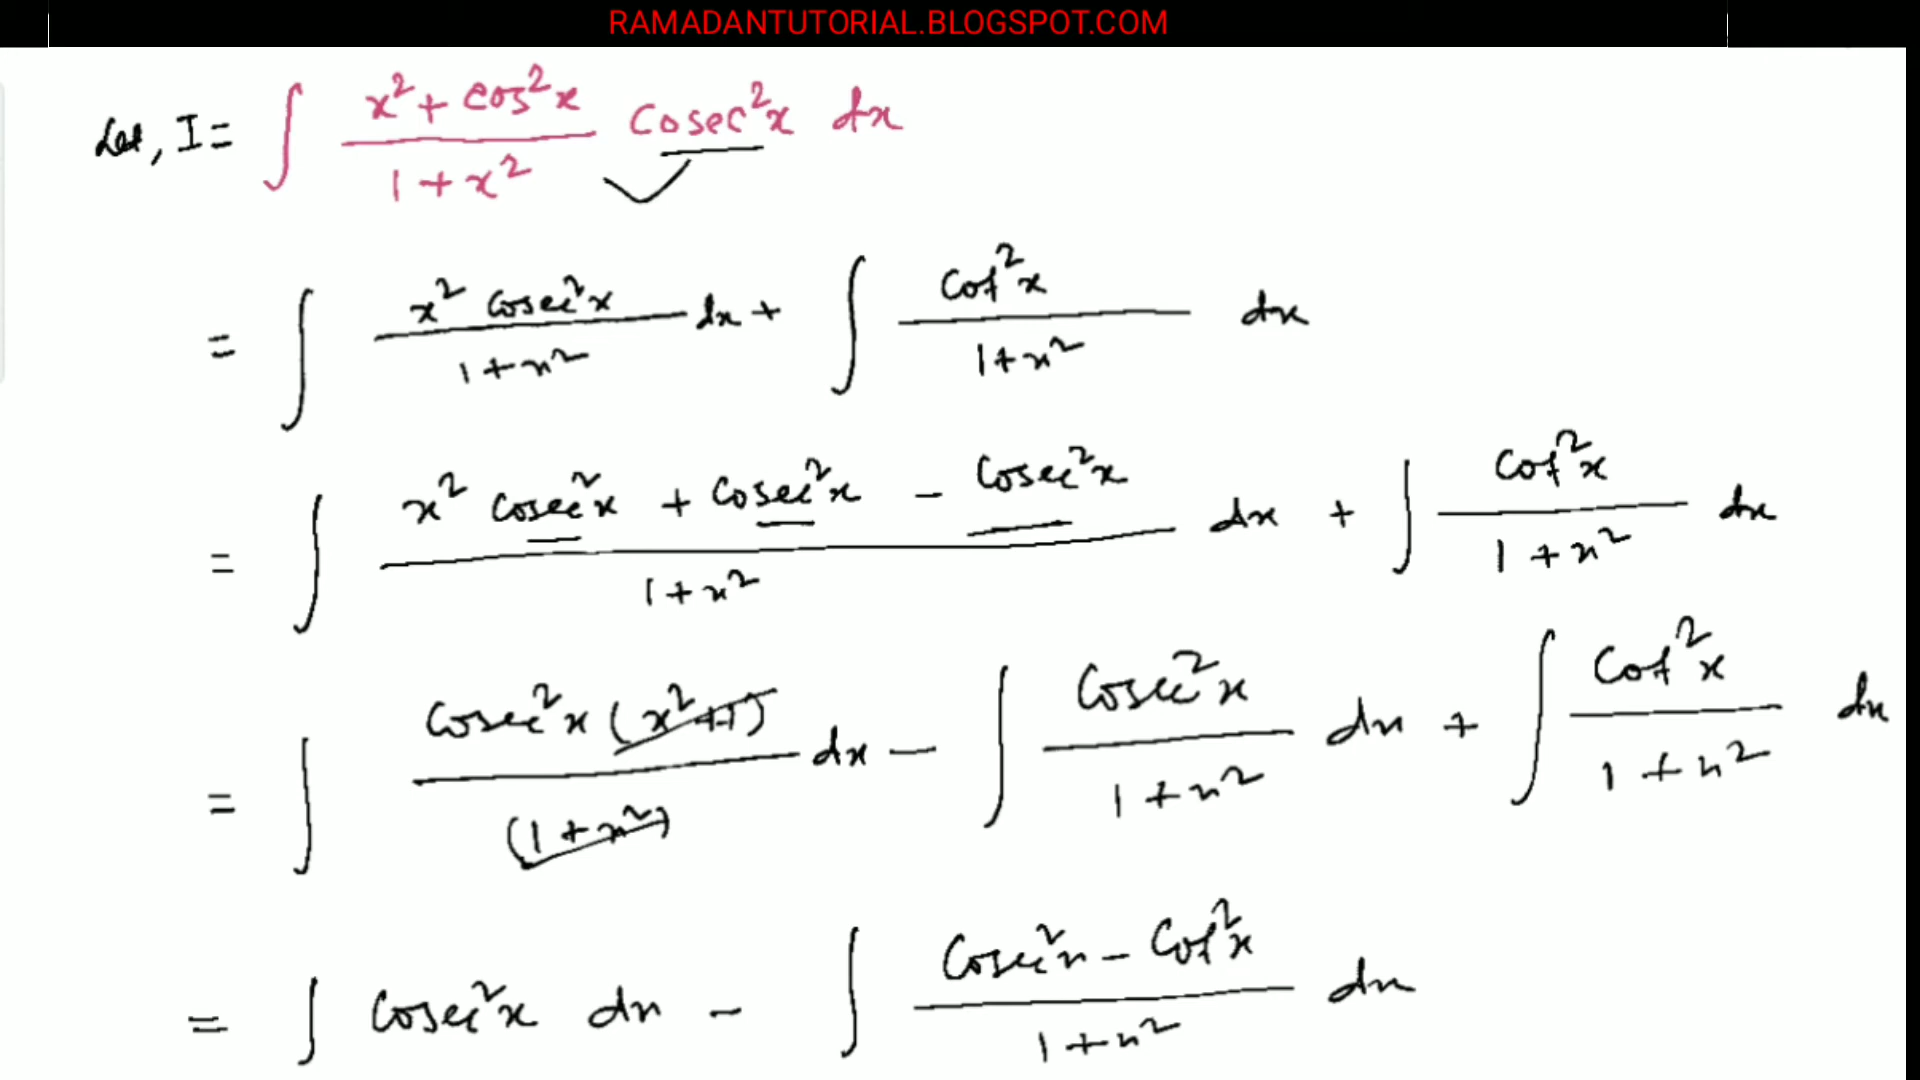 RAMADANTUTORIAL.BLOGSPOT.COM
Let, I = ∫ (x² + cos²x)/(1 + x²) cosec²x dx
= ∫ (x² cosec²x)/(1 + x²) dx + ∫ (cot²x)/(1 + x²) dx
= ∫ (x² cosec²x + cosec²x - cosec²x)/(1 + x²) dx + ∫ (cot²x)/(1 + x²) dx
= ∫ (cosec²x (x² + 1))/((1 + x²)) dx - ∫ (cosec²x)/(1 + x²) dx + ∫ (cot²x)/(1 + x²) dx
= ∫ cosec²x dx - ∫ (cosec²x - cot²x)/(1 + x²) dx